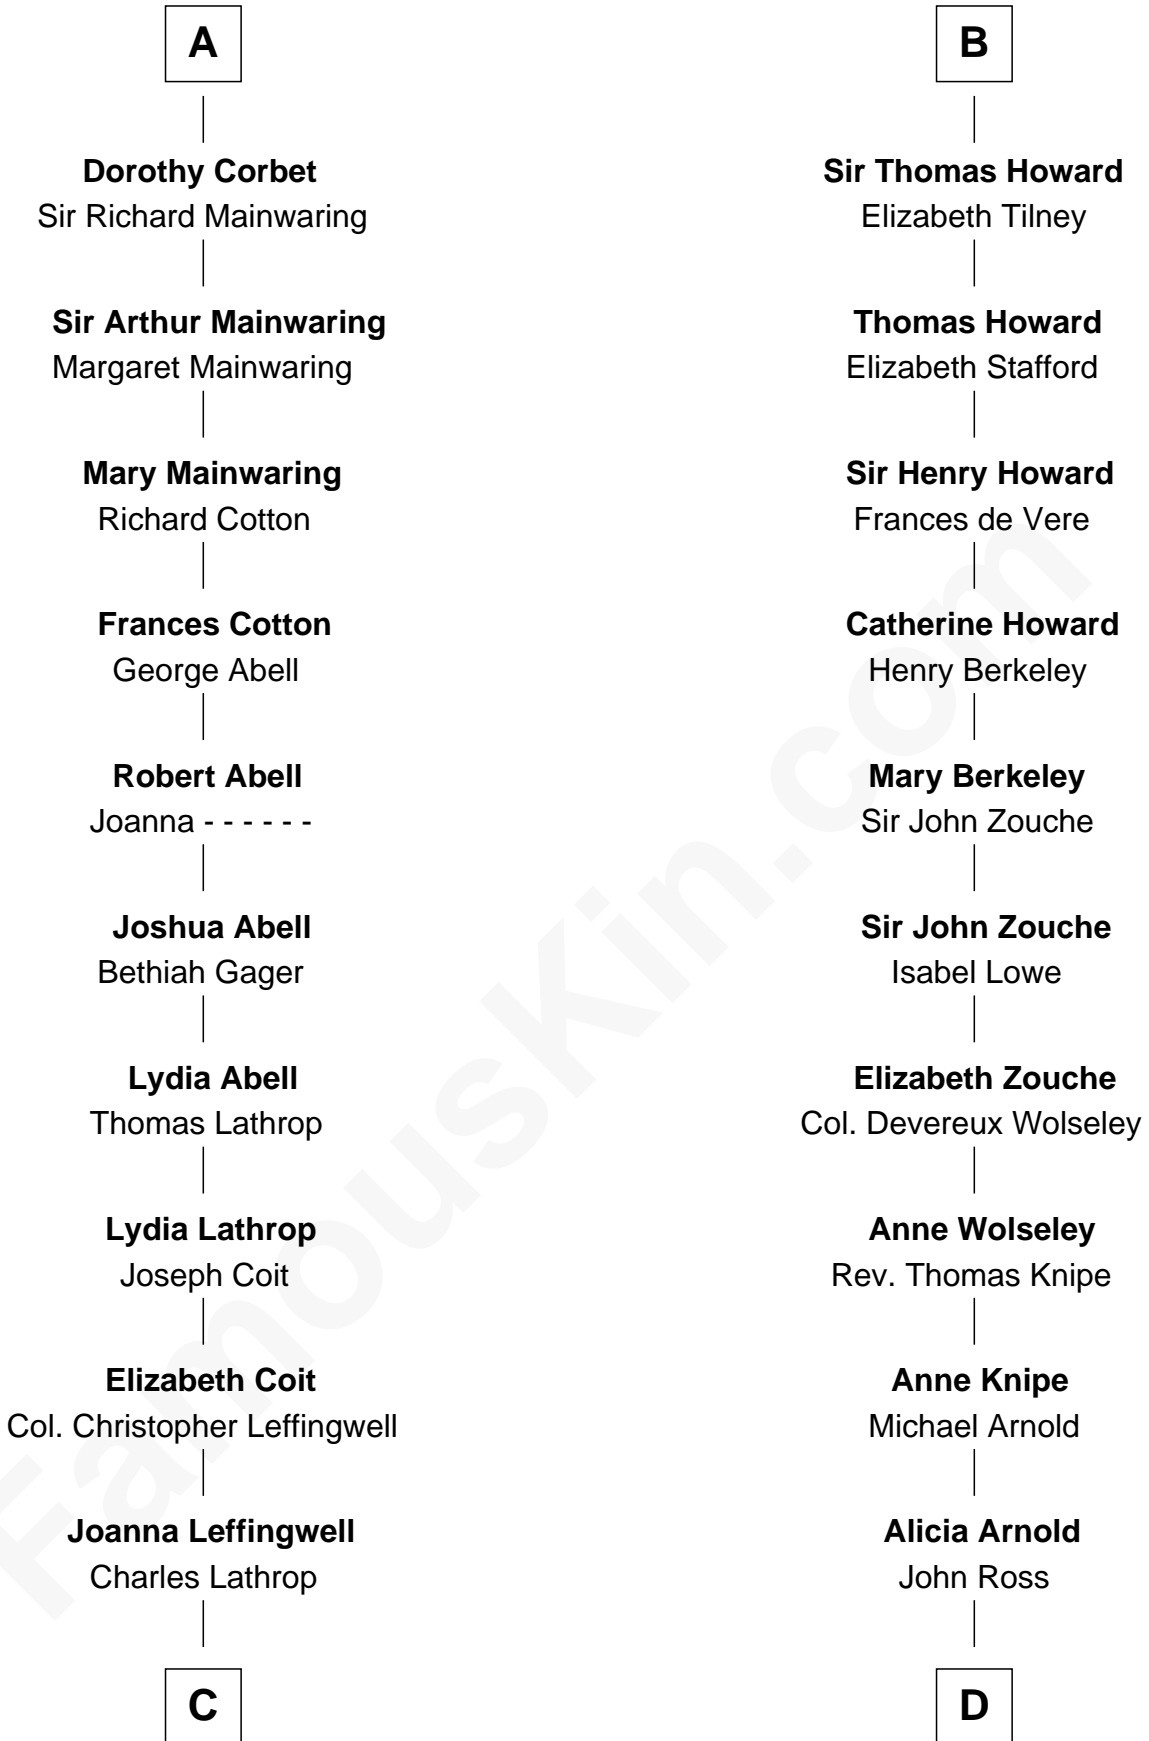 A
Dorothy Corbet
Sir Richard Mainwaring
Sir Arthur Mainwaring
Margaret Mainwaring
Mary Mainwaring
Richard Cotton
Frances Cotton
George Abell
Robert Abell
Joanna - - - - - -
Joshua Abell
Bethiah Gager
Lydia Abell
Thomas Lathrop
Lydia Lathrop
Joseph Coit
Elizabeth Coit
Col. Christopher Leffingwell
Joanna Leffingwell
Charles Lathrop
C
B
Sir Thomas Howard
Elizabeth Tilney
Thomas Howard
Elizabeth Stafford
Sir Henry Howard
Frances de Vere
Catherine Howard
Henry Berkeley
Mary Berkeley
Sir John Zouche
Sir John Zouche
Isabel Lowe
Elizabeth Zouche
Col. Devereux Wolseley
Anne Wolseley
Rev. Thomas Knipe
Anne Knipe
Michael Arnold
Alicia Arnold
John Ross
D
FamousKin.com